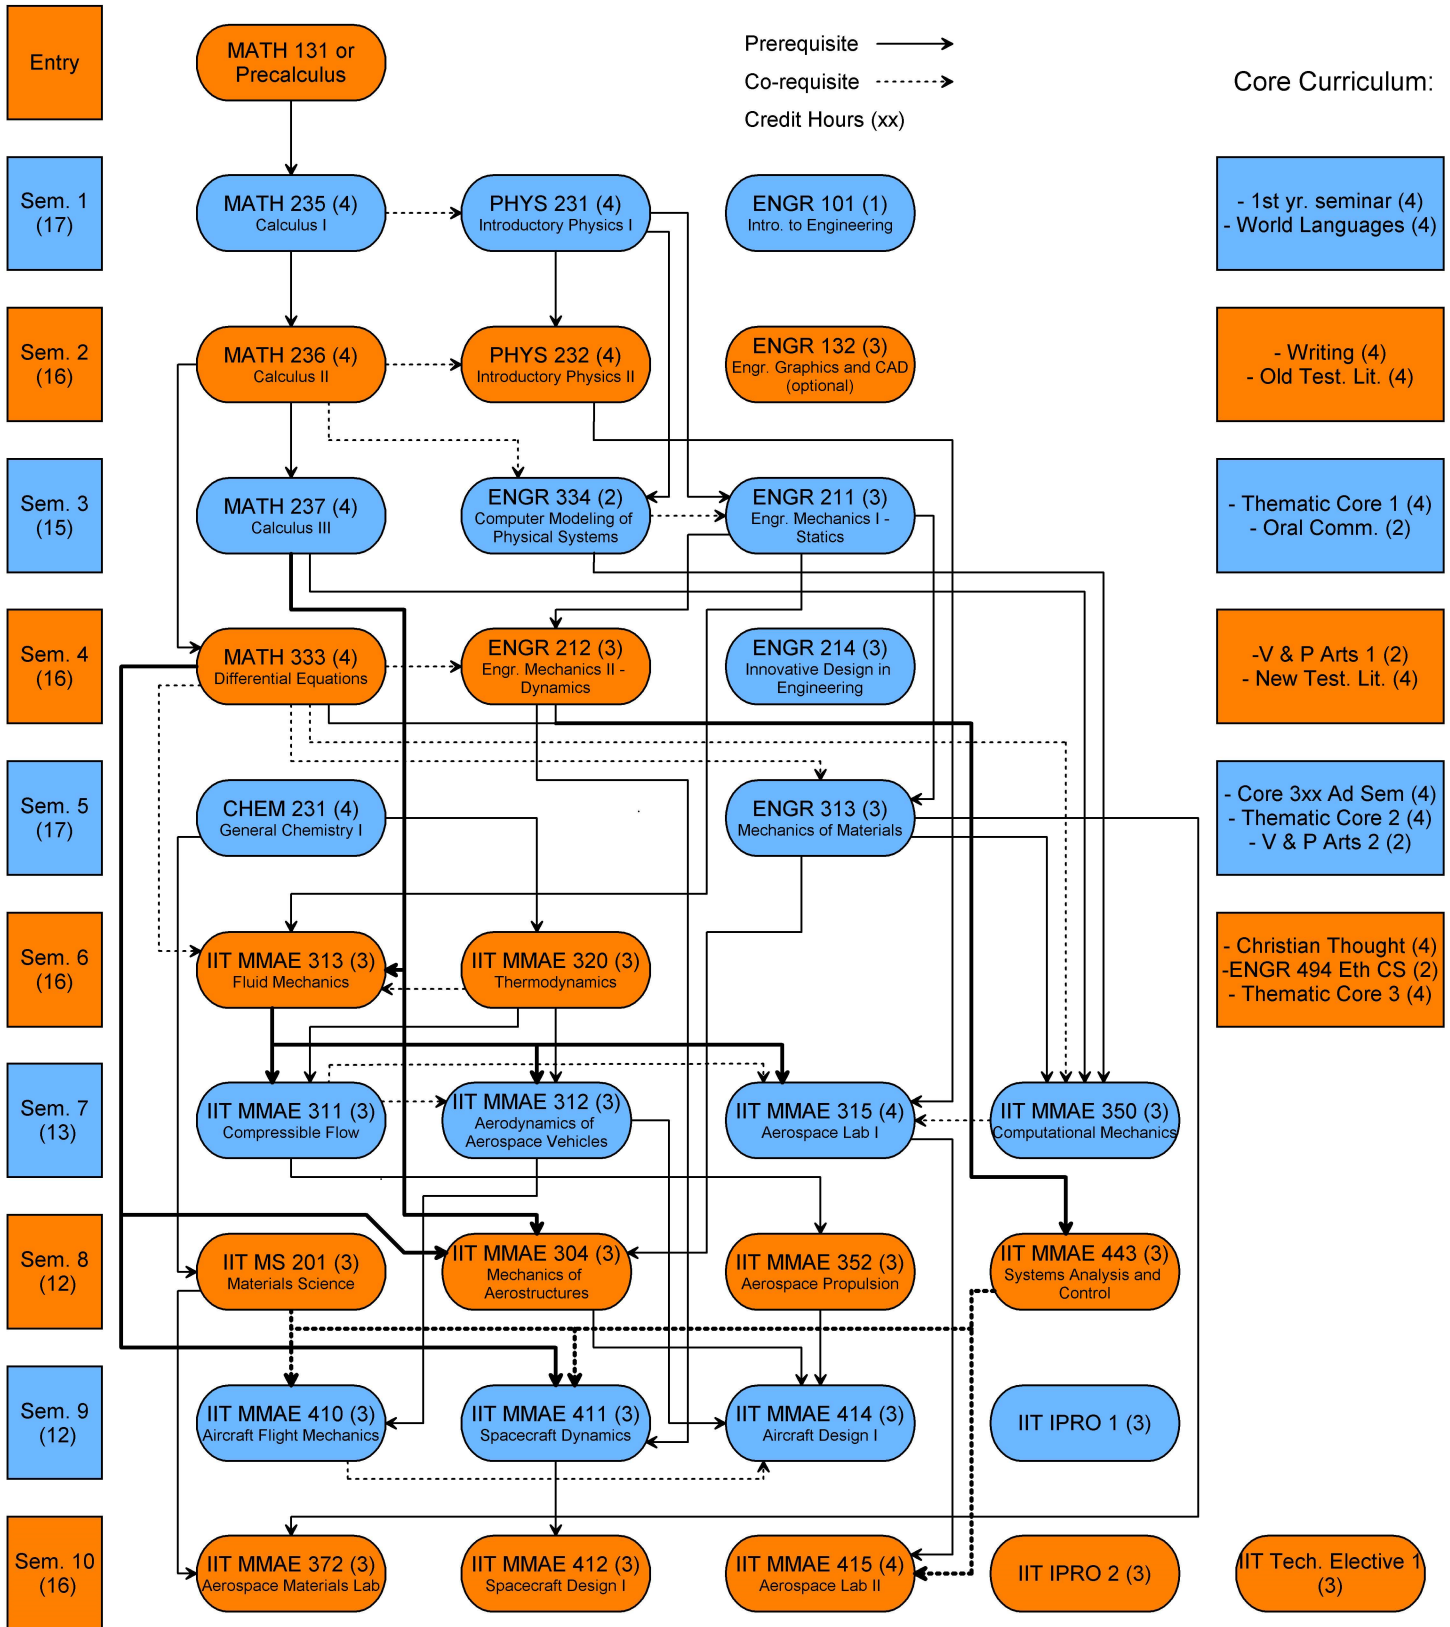 Entry
MATH 131 or
Precalculus
Prerequisite
Co-requisite
Credit Hours (xx)
Core Curriculum:
Sem. 1
(17)
MATH 235 (4)
Calculus I
PHYS 231 (4)
Introductory Physics I
ENGR 101 (1)
Intro. to Engineering
- 1st yr. seminar (4)
- World Languages (4)
Sem. 2
(16)
MATH 236 (4)
Calculus II
PHYS 232 (4)
Introductory Physics II
ENGR 132 (3)
Engr. Graphics and CAD
(optional)
- Writing (4)
- Old Test. Lit. (4)
Sem. 3
(15)
MATH 237 (4)
Calculus III
ENGR 334 (2)
Computer Modeling of
Physical Systems
ENGR 211 (3)
Engr. Mechanics I -
Statics
- Thematic Core 1 (4)
- Oral Comm. (2)
Sem. 4
(16)
MATH 333 (4)
Differential Equations
ENGR 212 (3)
Engr. Mechanics II -
Dynamics
ENGR 214 (3)
Innovative Design in
Engineering
-V & P Arts 1 (2)
- New Test. Lit. (4)
Sem. 5
(17)
CHEM 231 (4)
General Chemistry I
ENGR 313 (3)
Mechanics of Materials
- Core 3xx Ad Sem (4)
- Thematic Core 2 (4)
- V & P Arts 2 (2)
Sem. 6
(16)
IIT MMAE 313 (3)
Fluid Mechanics
IIT MMAE 320 (3)
Thermodynamics
- Christian Thought (4)
-ENGR 494 Eth CS (2)
- Thematic Core 3 (4)
Sem. 7
(13)
IIT MMAE 311 (3)
Compressible Flow
IIT MMAE 312 (3)
Aerodynamics of
Aerospace Vehicles
IIT MMAE 315 (4)
Aerospace Lab I
IIT MMAE 350 (3)
Computational Mechanics
Sem. 8
(12)
IIT MS 201 (3)
Materials Science
IIT MMAE 304 (3)
Mechanics of
Aerostructures
IIT MMAE 352 (3)
Aerospace Propulsion
IIT MMAE 443 (3)
Systems Analysis and
Control
Sem. 9
(12)
IIT MMAE 410 (3)
Aircraft Flight Mechanics
IIT MMAE 411 (3)
Spacecraft Dynamics
IIT MMAE 414 (3)
Aircraft Design I
IIT IPRO 1 (3)
Sem. 10
(16)
IIT MMAE 372 (3)
Aerospace Materials Lab
IIT MMAE 412 (3)
Spacecraft Design I
IIT MMAE 415 (4)
Aerospace Lab II
IIT IPRO 2 (3)
IIT Tech. Elective 1
(3)